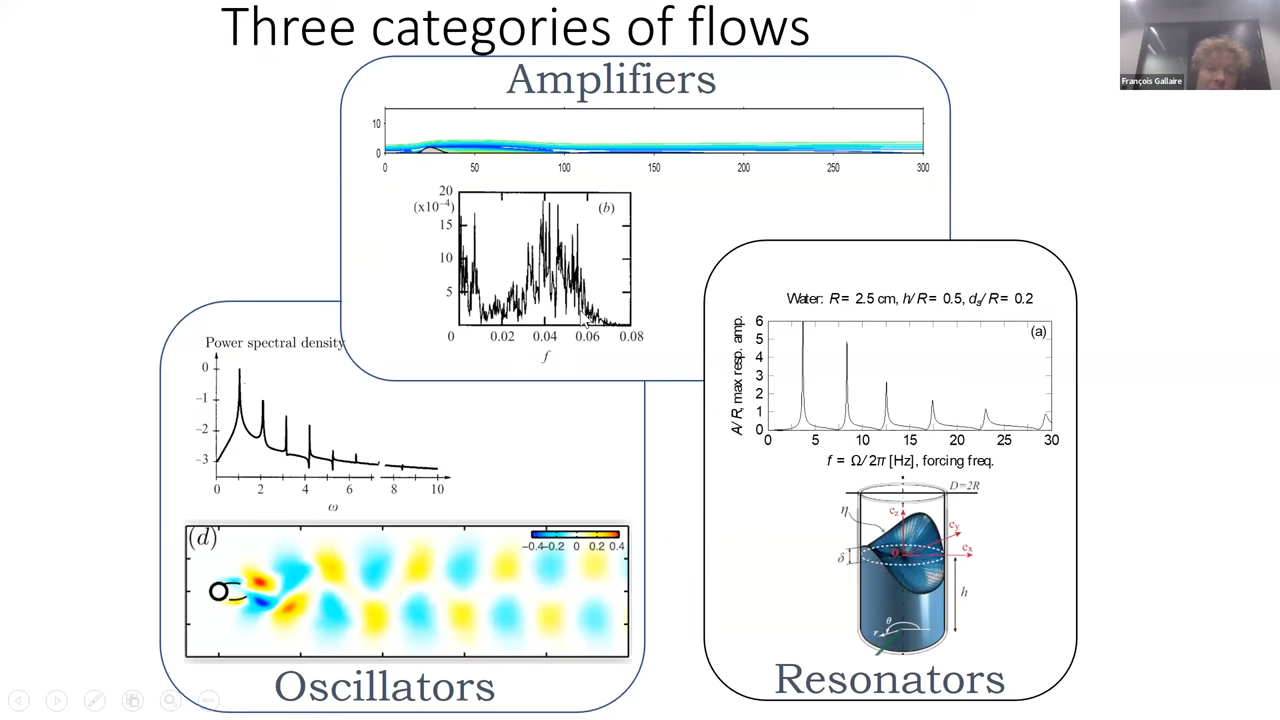 Three categories of flows
François Gallaire
Amplifiers
10
0
0 50 100 150 200 250 300
20
(x10⁻⁴)
15
10
5
(b)
0 0.02 0.04 0.06 0.08
f
Power spectral density
0
−1
−2
−3
0 2 4 6 8 10
ω
(d)
−0.4 −0.2 0 0.2 0.4
Oscillators
Water: R = 2.5 cm, h/R = 0.5, dₛ/R = 0.2
(a)
A/R, max resp. amp.
6
5
4
3
2
1
0
0 5 10 15 20 25 30
f = Ω/2π [Hz], forcing freq.
D=2R
η
e_z
e_y
e_x
O
δ
h
θ
r
Resonators